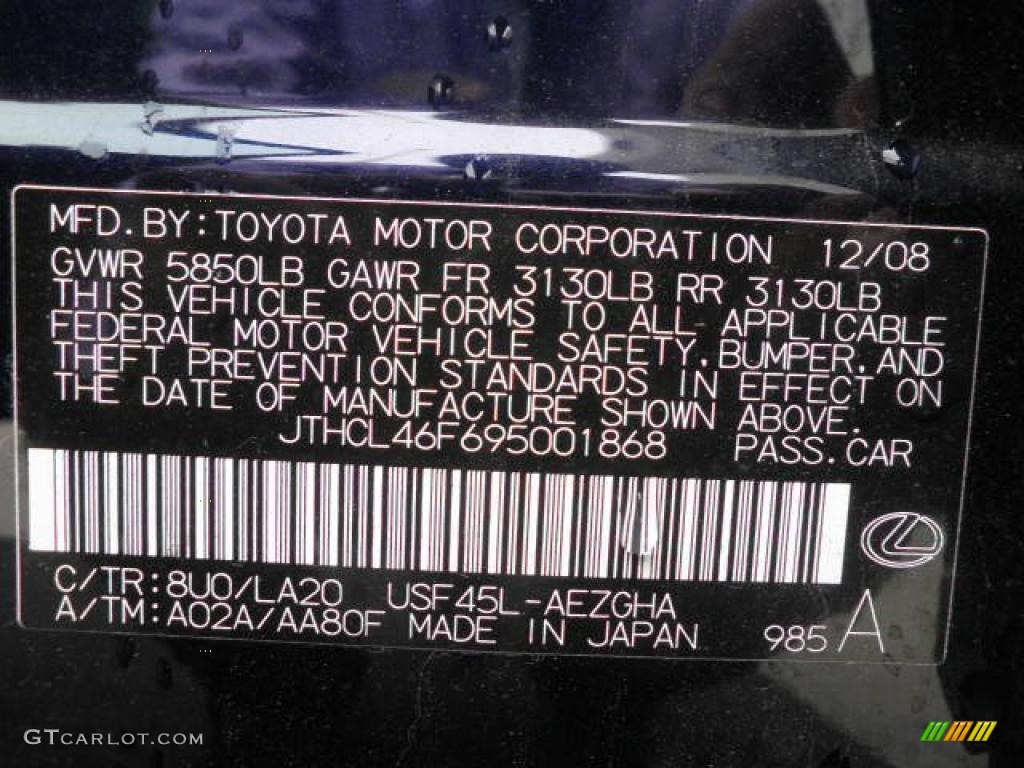 MFD. BY: TOYOTA MOTOR CORPORATION 12/08
GVWR 5850LB GAWR FR 3130LB RR 3130LB
THIS VEHICLE CONFORMS TO ALL APPLICABLE
FEDERAL MOTOR VEHICLE SAFETY, BUMPER, AND
THEFT PREVENTION STANDARDS IN EFFECT ON
THE DATE OF MANUFACTURE SHOWN ABOVE.
JTHCL46F695001868 PASS. CAR
C/TR: 8U0/LA20 USF45L-AEZGHA
A/TM: A02A/AA80F MADE IN JAPAN 985 A
GTCARLOT.COM